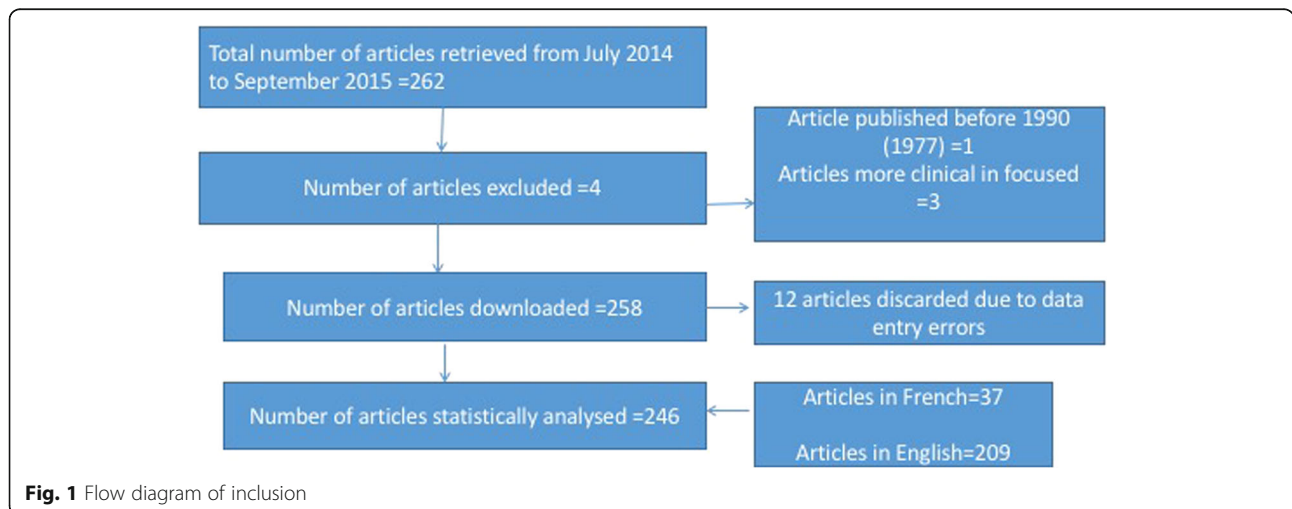 Total number of articles retrieved from July 2014
to September 2015 =262
Article published before 1990
(1977) =1
Articles more clinical in focused
=3
Number of articles excluded =4
Number of articles downloaded =258
12 articles discarded due to data
entry errors
Number of articles statistically analysed =246
Articles in French=37
Articles in English=209
Fig. 1 Flow diagram of inclusion